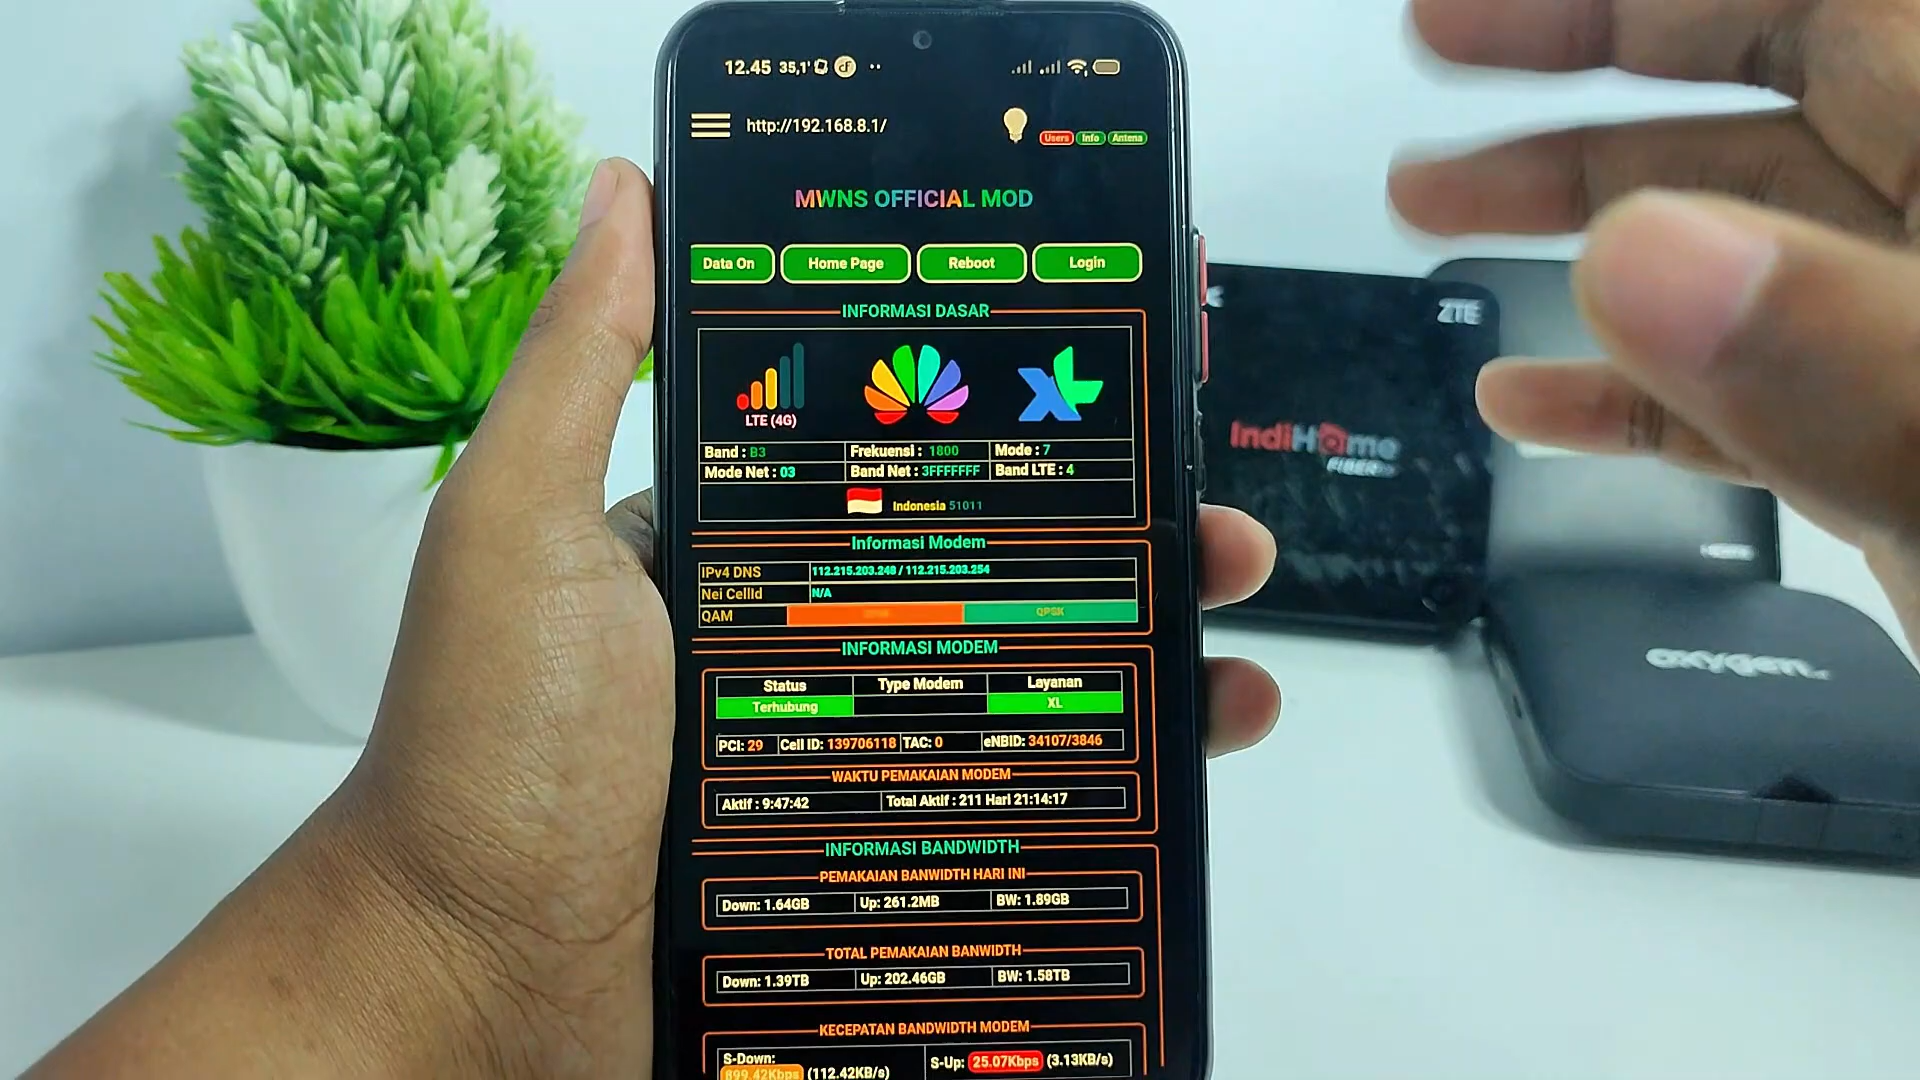 12.45 35,1°
http://192.168.8.1/
Users Info Antena
MWNS OFFICIAL MOD
Data On Home Page Reboot Login
INFORMASI DASAR
LTE (4G)
XL
Band : B3 Frekuensi : 1800 Mode : 7
Mode Net : 03 Band Net : 3FFFFFFF Band LTE : 4
Indonesia 51011
Informasi Modem
IPv4 DNS 112.215.203.248 / 112.215.203.254
Nei CellId N/A
QAM QPSK
INFORMASI MODEM
Status Type Modem Layanan
Terhubung XL
PCI: 29 Cell ID: 139706118 TAC: 0 eNBID: 34107/3846
WAKTU PEMAKAIAN MODEM
Aktif : 9:47:42 Total Aktif : 211 Hari 21:14:17
INFORMASI BANDWIDTH
PEMAKAIAN BANWIDTH HARI INI
Down: 1.64GB Up: 261.2MB BW: 1.89GB
TOTAL PEMAKAIAN BANWIDTH
Down: 1.39TB Up: 202.46GB BW: 1.58TB
KECEPATAN BANDWIDTH MODEM
S-Down: S-Up: 25.07Kbps (3.13KB/s)
899.42Kbps (112.42KB/s)
ZTE
IndiHome
FIBER
oxygen